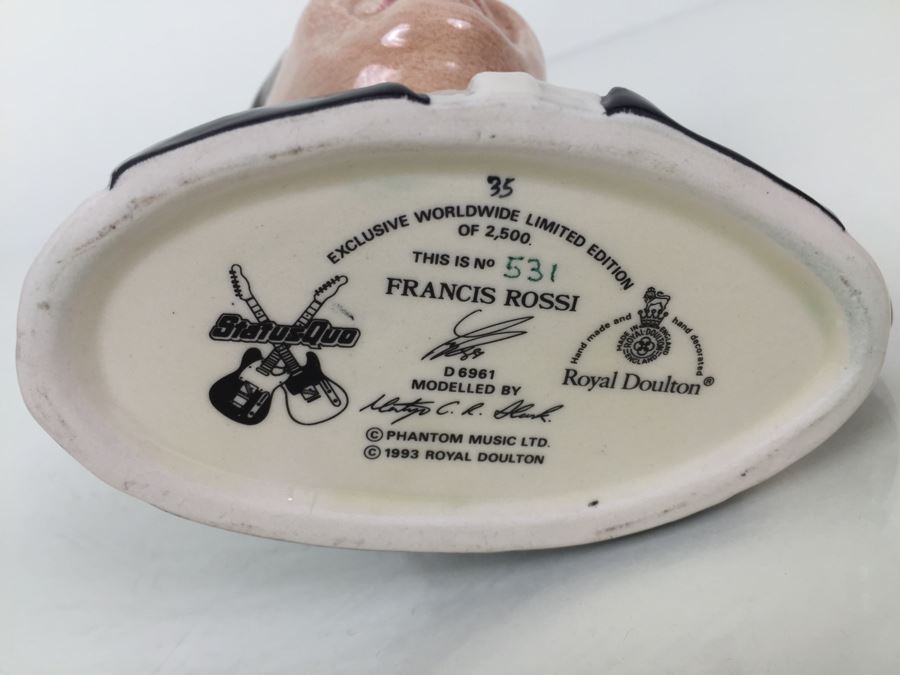 35
EXCLUSIVE WORLDWIDE LIMITED EDITION
OF 2,500.
THIS IS Nº 531
FRANCIS ROSSI
D 6961
MODELLED BY
© PHANTOM MUSIC LTD.
© 1993 ROYAL DOULTON
Status Quo
Hand made and hand decorated
MADE IN ENGLAND
ROYAL DOULTON
ENGLAND
Royal Doulton®